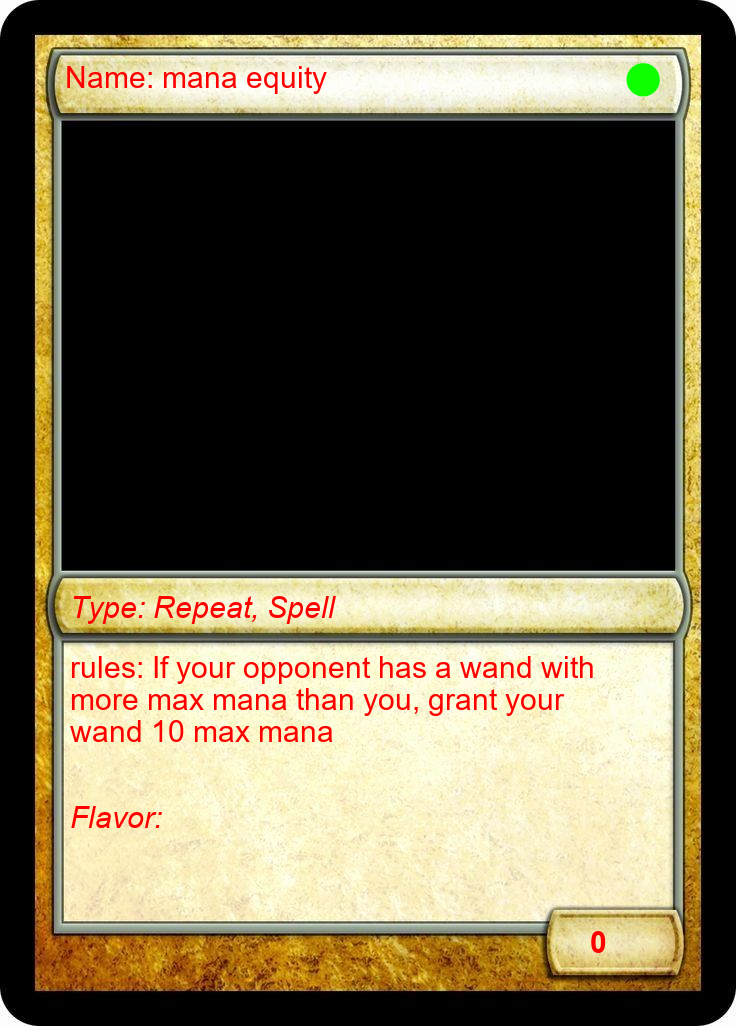 Name: mana equity
Type: Repeat, Spell
rules: If your opponent has a wand with
more max mana than you, grant your
wand 10 max mana
Flavor:
0